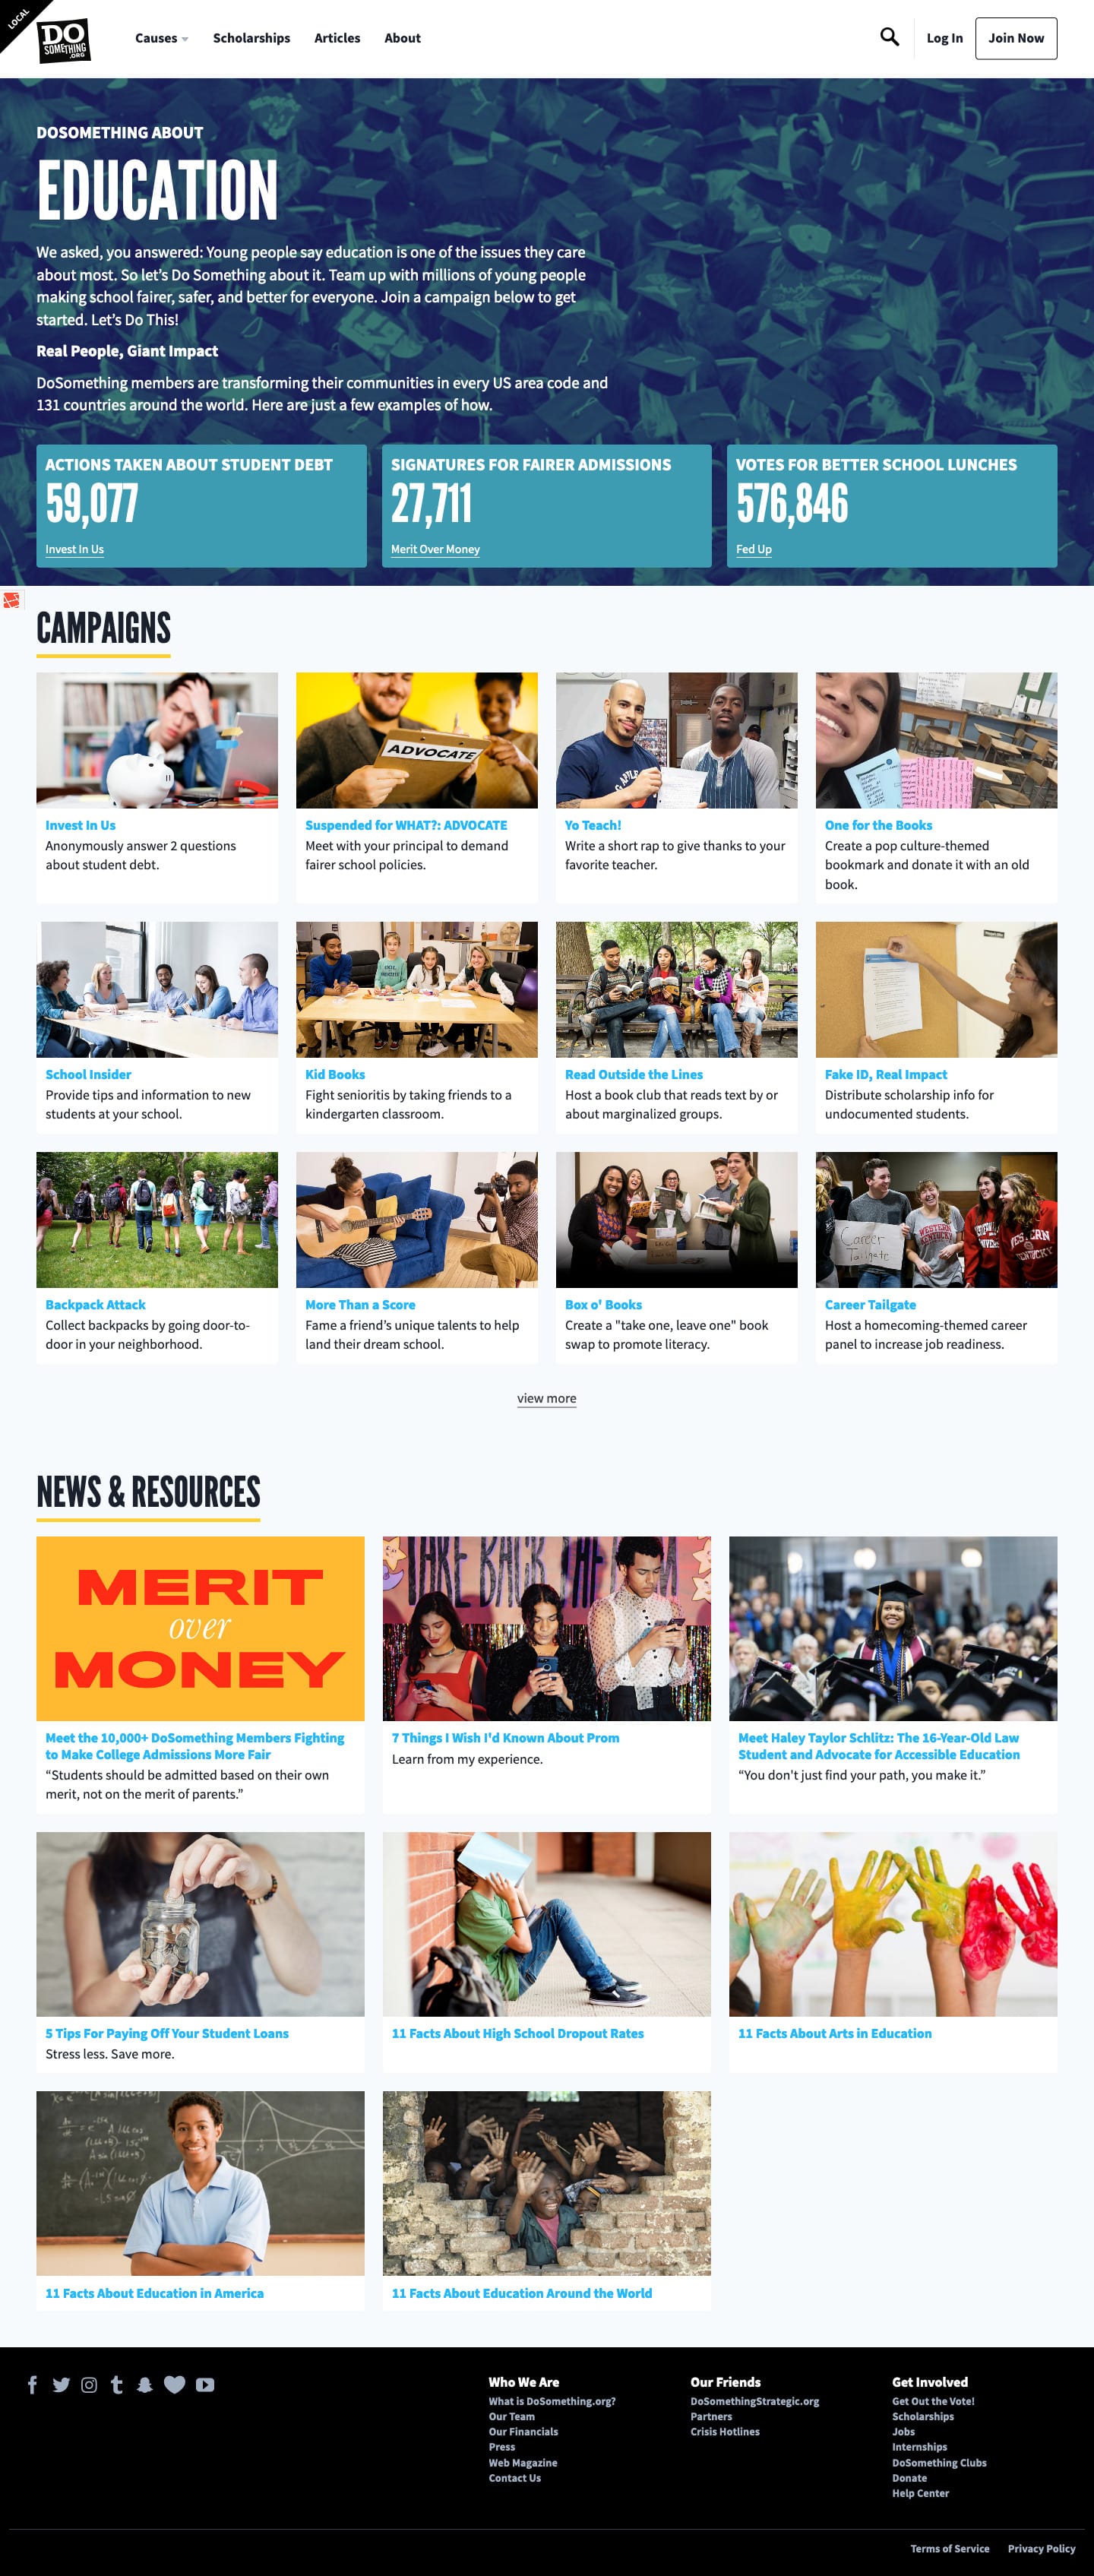 LOCAL
DO
SOMETHING
.ORG
Causes
Scholarships
Articles
About
Log In
Join Now
DOSOMETHING ABOUT
EDUCATION
We asked, you answered: Young people say education is one of the issues they care
about most. So let’s Do Something about it. Team up with millions of young people
making school fairer, safer, and better for everyone. Join a campaign below to get
started. Let’s Do This!
Real People, Giant Impact
DoSomething members are transforming their communities in every US area code and
131 countries around the world. Here are just a few examples of how.
ACTIONS TAKEN ABOUT STUDENT DEBT
59,077
Invest In Us
SIGNATURES FOR FAIRER ADMISSIONS
27,711
Merit Over Money
VOTES FOR BETTER SCHOOL LUNCHES
576,846
Fed Up
CAMPAIGNS
Invest In Us
Anonymously answer 2 questions
about student debt.
ADVOCATE
Suspended for WHAT?: ADVOCATE
Meet with your principal to demand
fairer school policies.
Yo Teach!
Write a short rap to give thanks to your
favorite teacher.
One for the Books
Create a pop culture-themed
bookmark and donate it with an old
book.
School Insider
Provide tips and information to new
students at your school.
Kid Books
Fight senioritis by taking friends to a
kindergarten classroom.
Read Outside the Lines
Host a book club that reads text by or
about marginalized groups.
Fake ID, Real Impact
Distribute scholarship info for
undocumented students.
Backpack Attack
Collect backpacks by going door-to-
door in your neighborhood.
More Than a Score
Fame a friend’s unique talents to help
land their dream school.
Box o' Books
Create a "take one, leave one" book
swap to promote literacy.
Career
Tailgate
WESTERN
KENTUCKY
Career Tailgate
Host a homecoming-themed career
panel to increase job readiness.
view more
NEWS & RESOURCES
MERIT
over
MONEY
Meet the 10,000+ DoSomething Members Fighting
to Make College Admissions More Fair
“Students should be admitted based on their own
merit, not on the merit of parents.”
7 Things I Wish I'd Known About Prom
Learn from my experience.
Meet Haley Taylor Schlitz: The 16-Year-Old Law
Student and Advocate for Accessible Education
“You don't just find your path, you make it.”
5 Tips For Paying Off Your Student Loans
Stress less. Save more.
11 Facts About High School Dropout Rates
11 Facts About Arts in Education
11 Facts About Education in America
11 Facts About Education Around the World
Who We Are
What is DoSomething.org?
Our Team
Our Financials
Press
Web Magazine
Contact Us
Our Friends
DoSomethingStrategic.org
Partners
Crisis Hotlines
Get Involved
Get Out the Vote!
Scholarships
Jobs
Internships
DoSomething Clubs
Donate
Help Center
Terms of Service
Privacy Policy